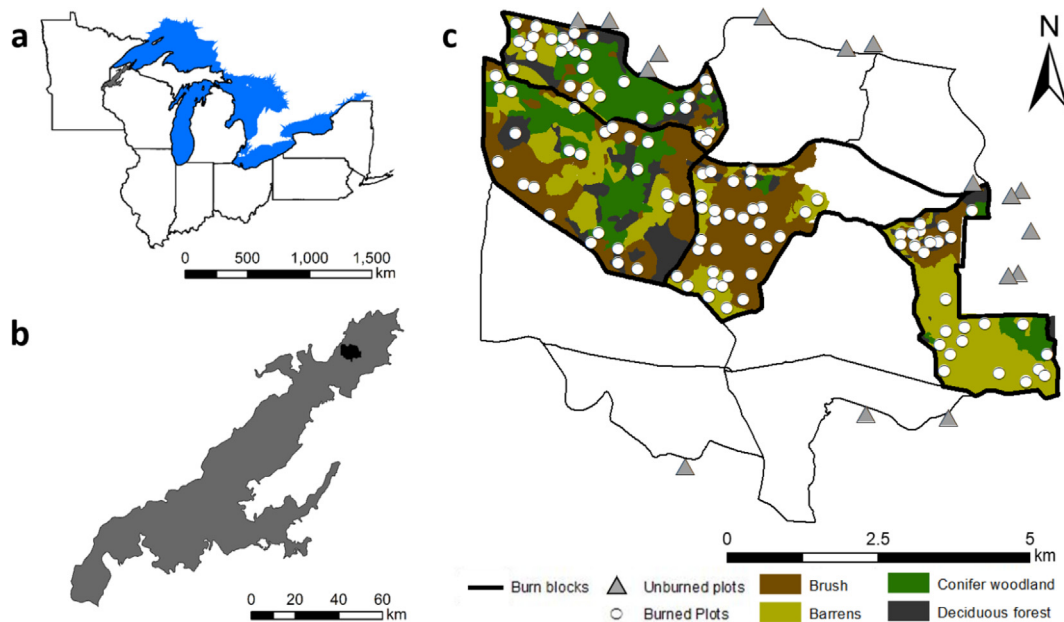 a
0 500 1,000 1,500
km
b
0 20 40 60
km
c
N
0 2.5 5
km
Burn blocks Unburned plots Brush Conifer woodland
Burned Plots Barrens Deciduous forest